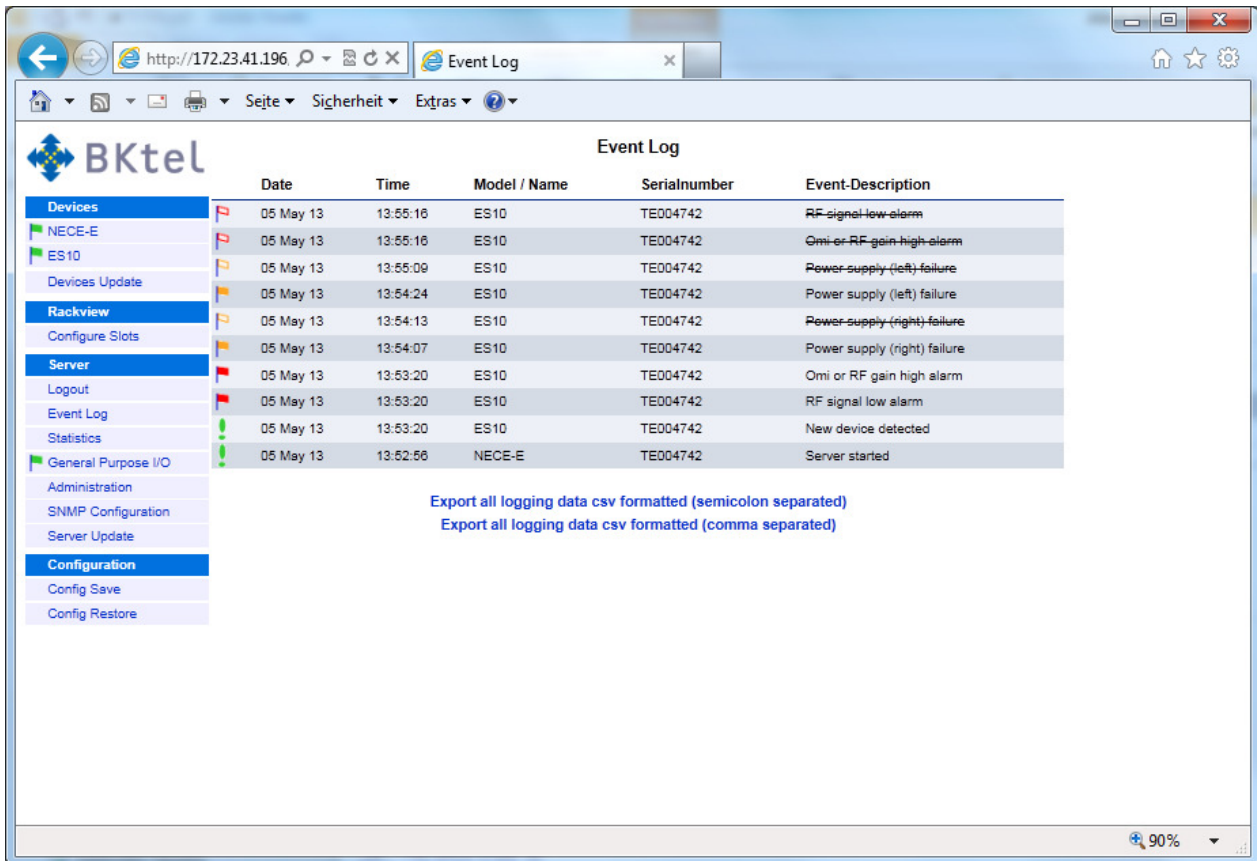 http://172.23.41.196, Event Log
Seite Sicherheit Extras
BKtel
Event Log
Date Time Model / Name Serialnumber Event-Description
05 May 13 13:55:16 ES10 TE004742 RF signal low alarm
05 May 13 13:55:16 ES10 TE004742 Omi or RF gain high alarm
05 May 13 13:55:09 ES10 TE004742 Power supply (left) failure
05 May 13 13:54:24 ES10 TE004742 Power supply (left) failure
05 May 13 13:54:13 ES10 TE004742 Power supply (right) failure
05 May 13 13:54:07 ES10 TE004742 Power supply (right) failure
05 May 13 13:53:20 ES10 TE004742 Omi or RF gain high alarm
05 May 13 13:53:20 ES10 TE004742 RF signal low alarm
05 May 13 13:53:20 ES10 TE004742 New device detected
05 May 13 13:52:56 NECE-E TE004742 Server started
Export all logging data csv formatted (semicolon separated)
Export all logging data csv formatted (comma separated)
Devices
NECE-E
ES10
Devices Update
Rackview
Configure Slots
Server
Logout
Event Log
Statistics
General Purpose I/O
Administration
SNMP Configuration
Server Update
Configuration
Config Save
Config Restore
90%